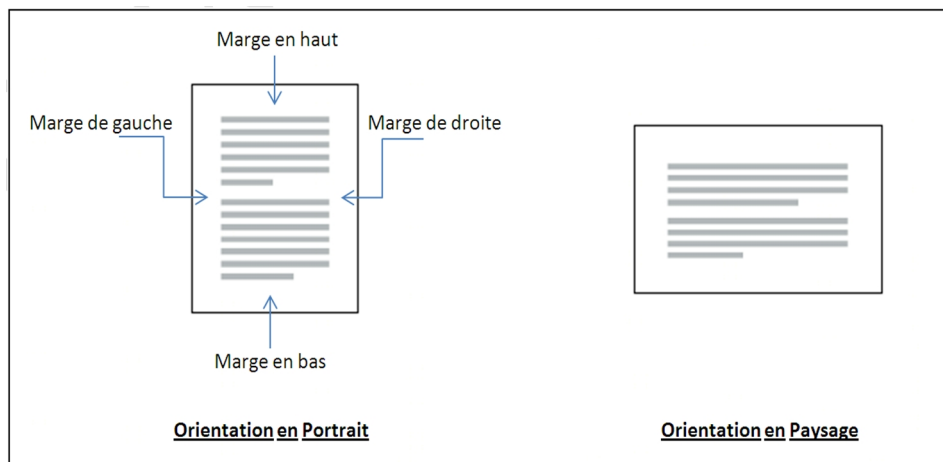 Marge en haut
Marge de gauche
Marge de droite
Marge en bas
Orientation en Portrait
Orientation en Paysage